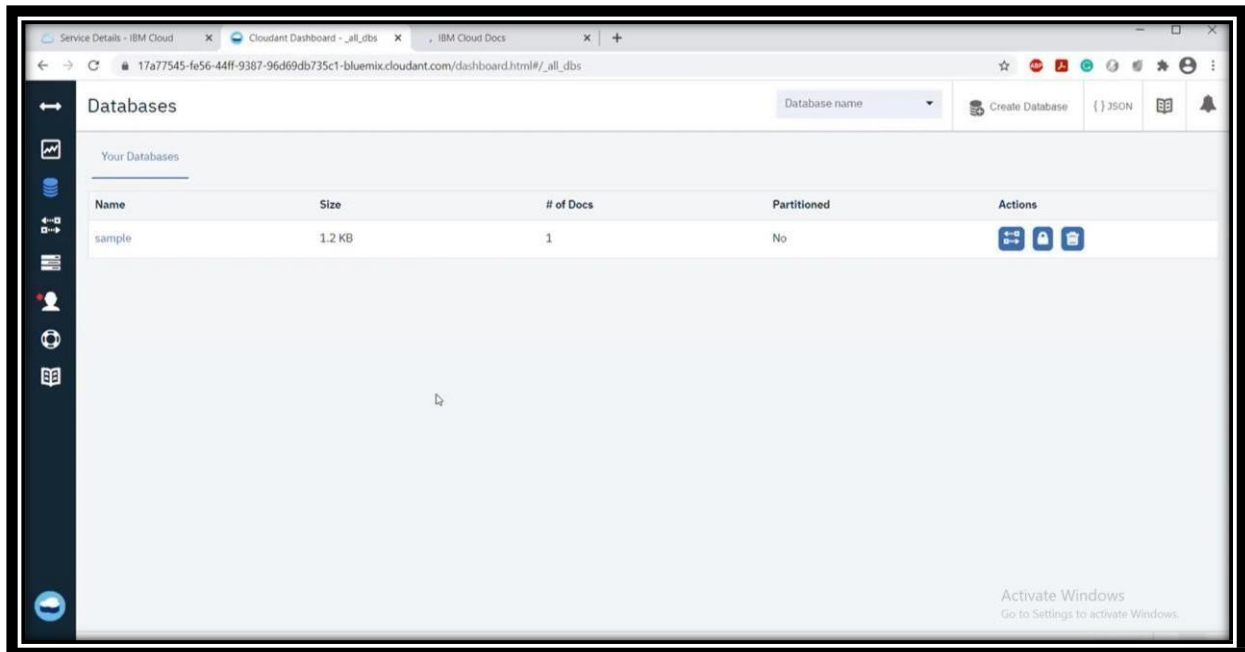 Service Details - IBM Cloud
Cloudant Dashboard - _all_dbs
IBM Cloud Docs
17a77545-fe56-44ff-9387-96d69db735c1-bluemix.cloudant.com/dashboard.html#/_all_dbs
ABP
Databases
Database name
Create Database
{ } JSON
Your Databases
Name Size # of Docs Partitioned Actions
sample 1.2 KB 1 No
Activate Windows
Go to Settings to activate Windows.